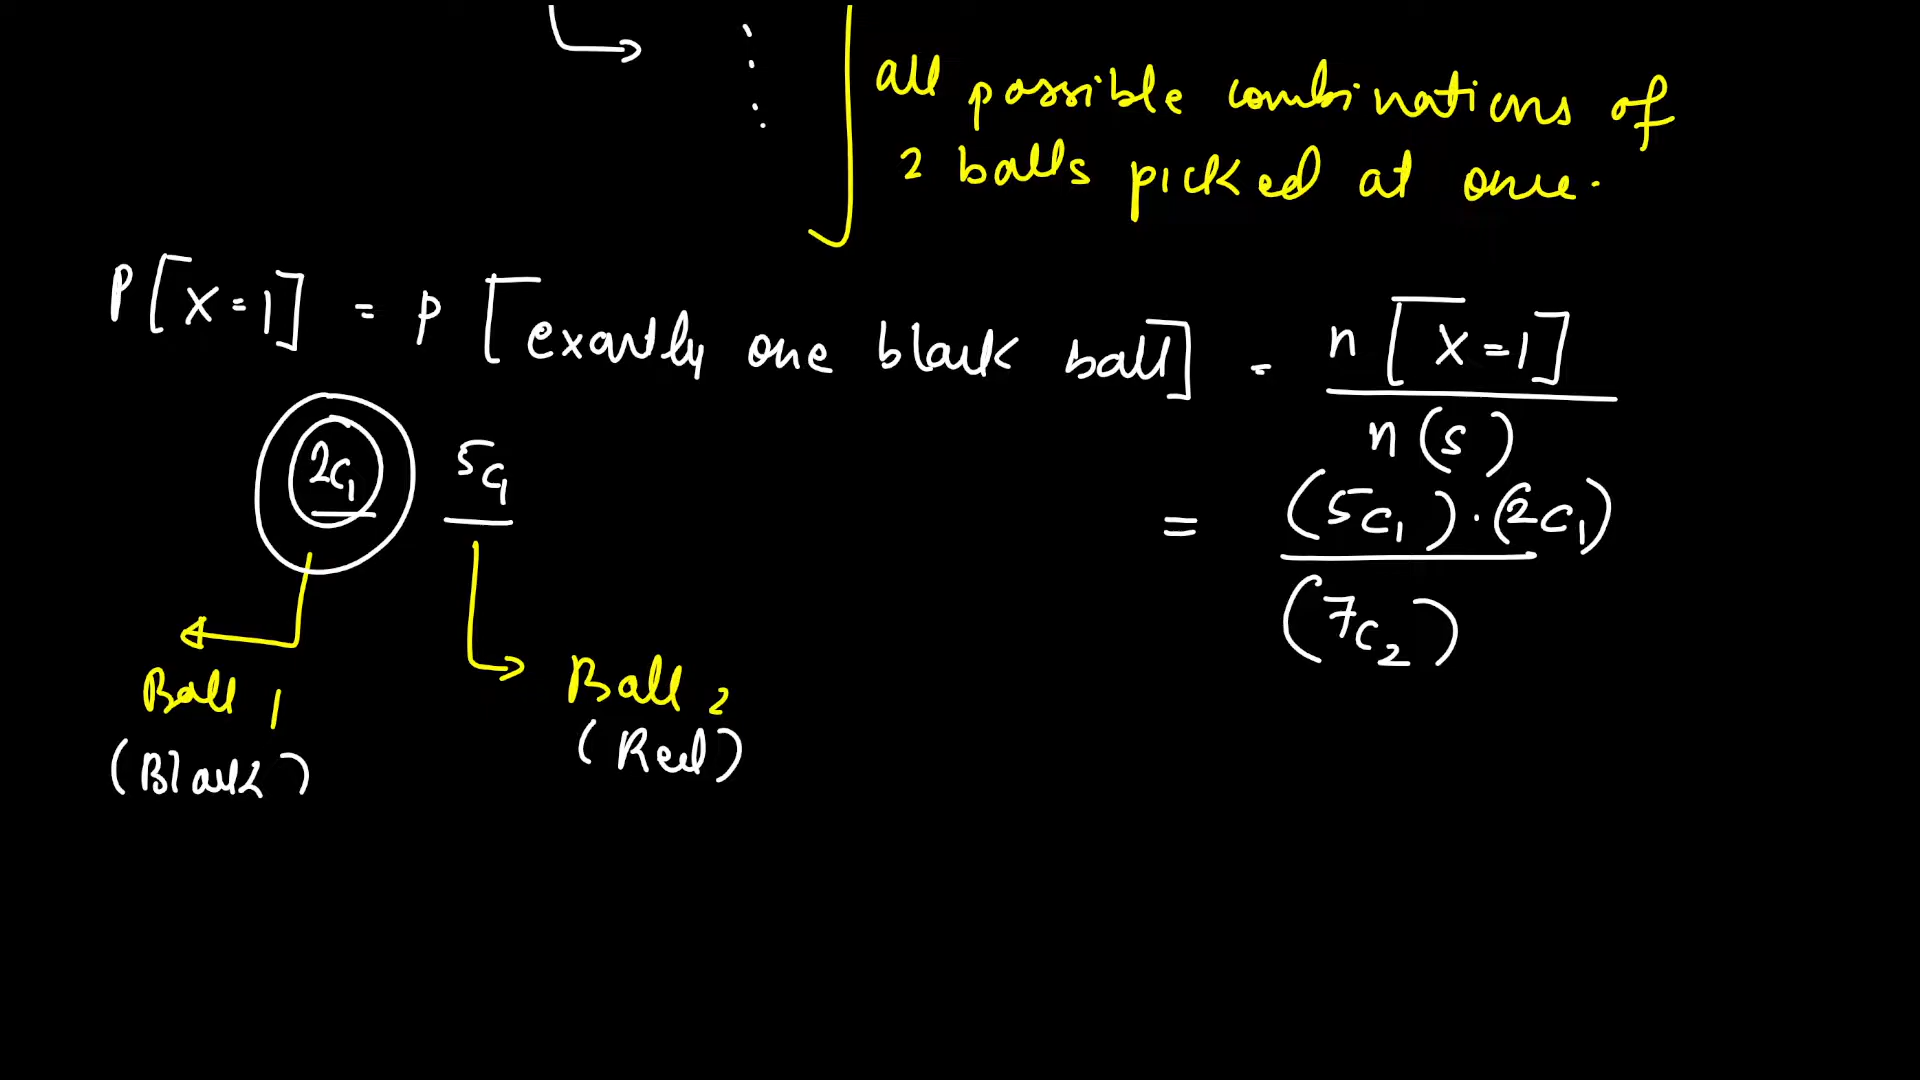 all possible combinations of
2 balls picked at once.
P[X=1] = P[exactly one black ball] = n[X=1] / n(s)
2C₁ 5C₁
= (5C₁)·(2C₁) / (7C₂)
Ball 1
(Black)
Ball 2
(Red)